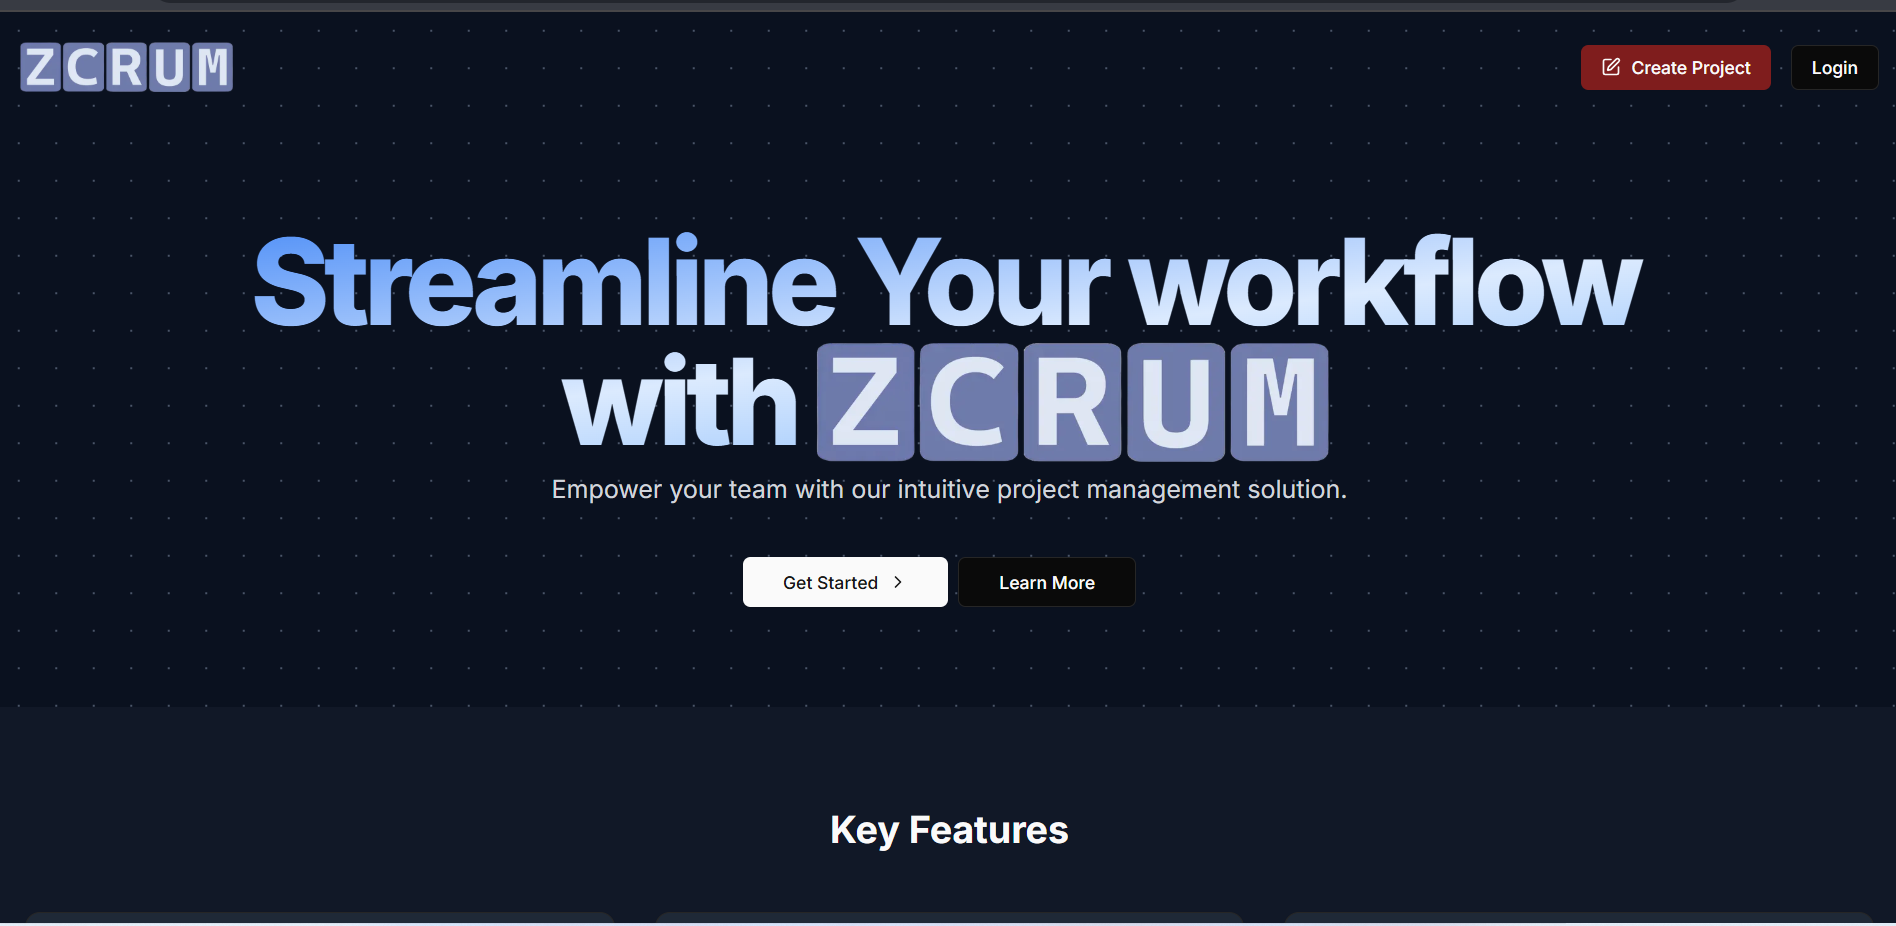 ZCRUM
Create Project
Login
Streamline Your workflow
with ZCRUM
Empower your team with our intuitive project management solution.
Get Started
Learn More
Key Features